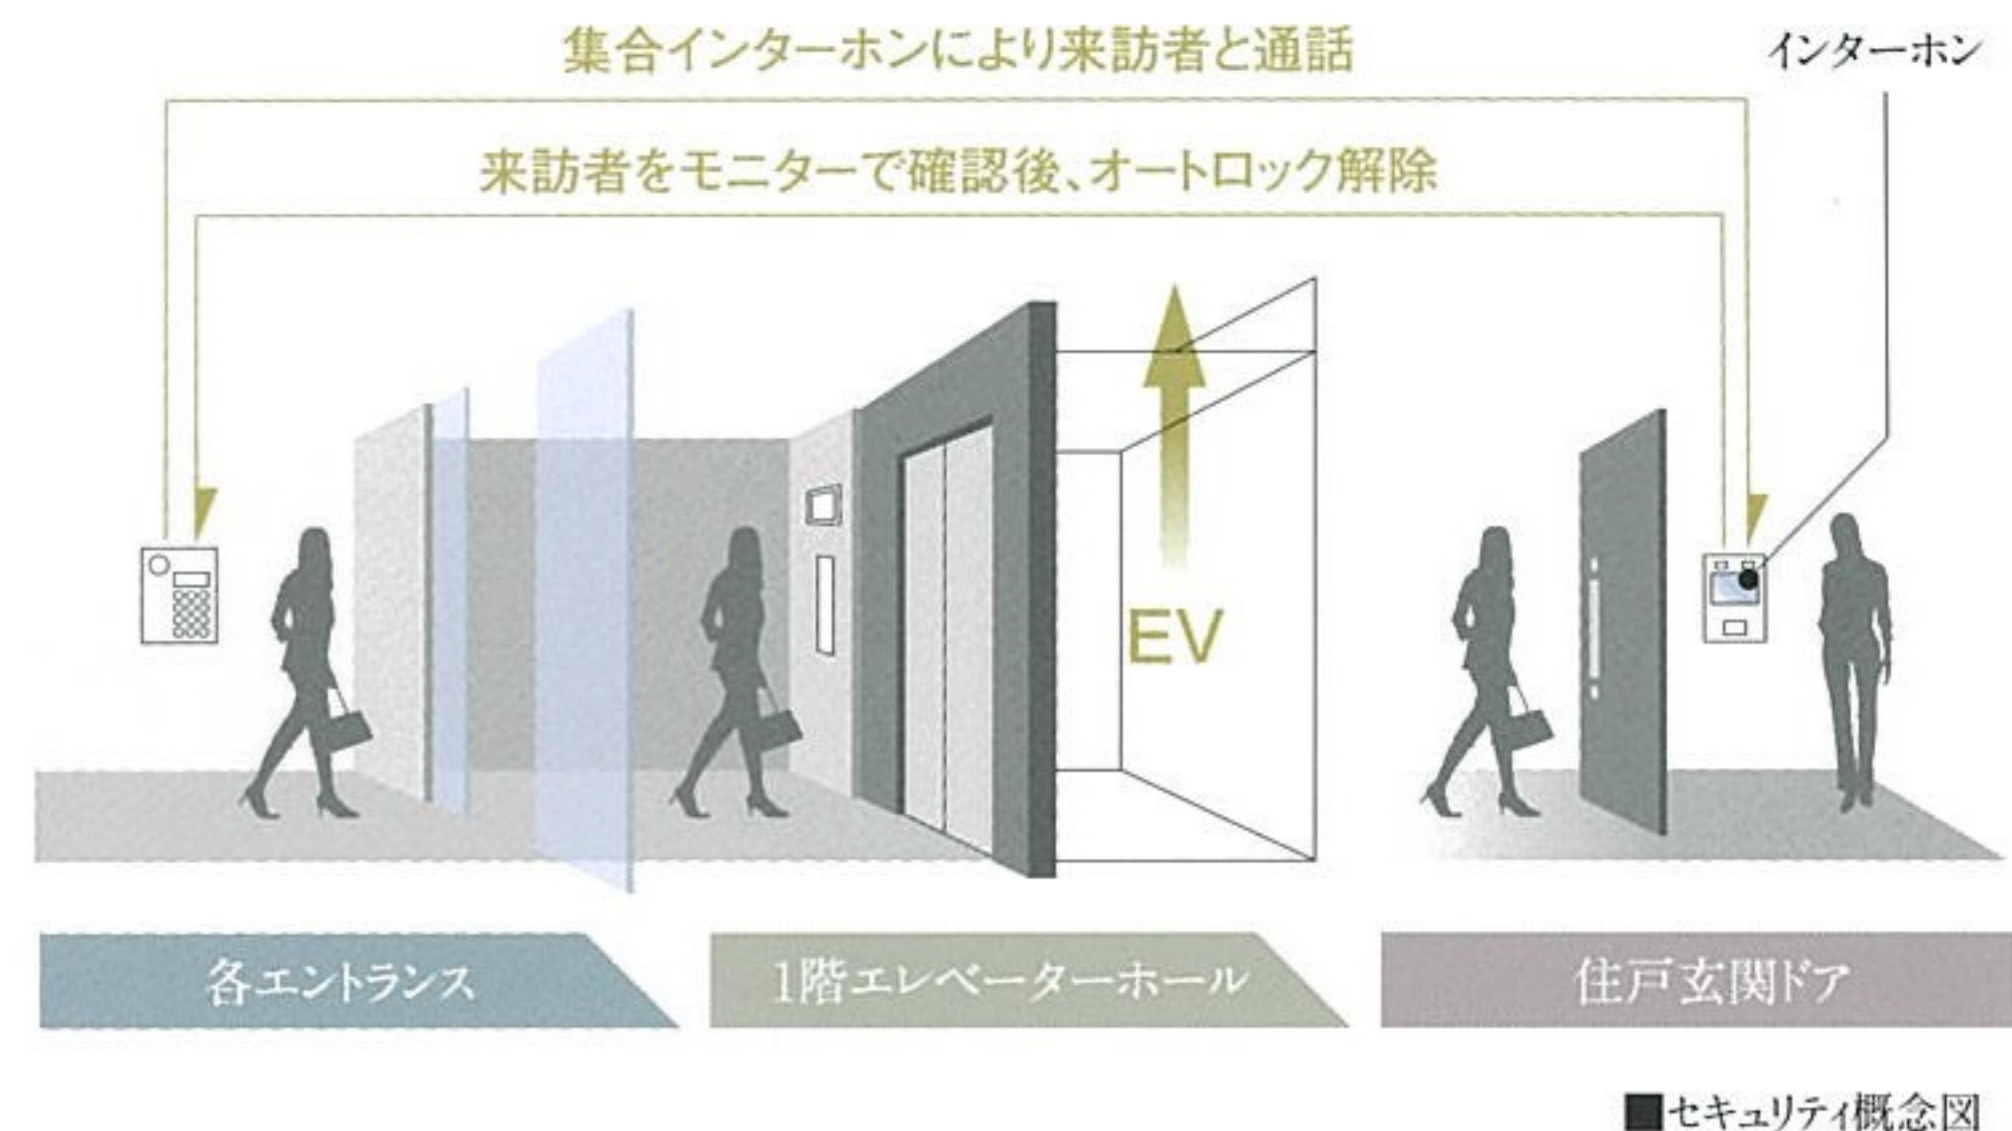 集合インターホンにより来訪者と通話
インターホン
来訪者をモニターで確認後、オートロック解除
EV
各エントランス
1階エレベーターホール
住戸玄関ドア
■セキュリティ概念図